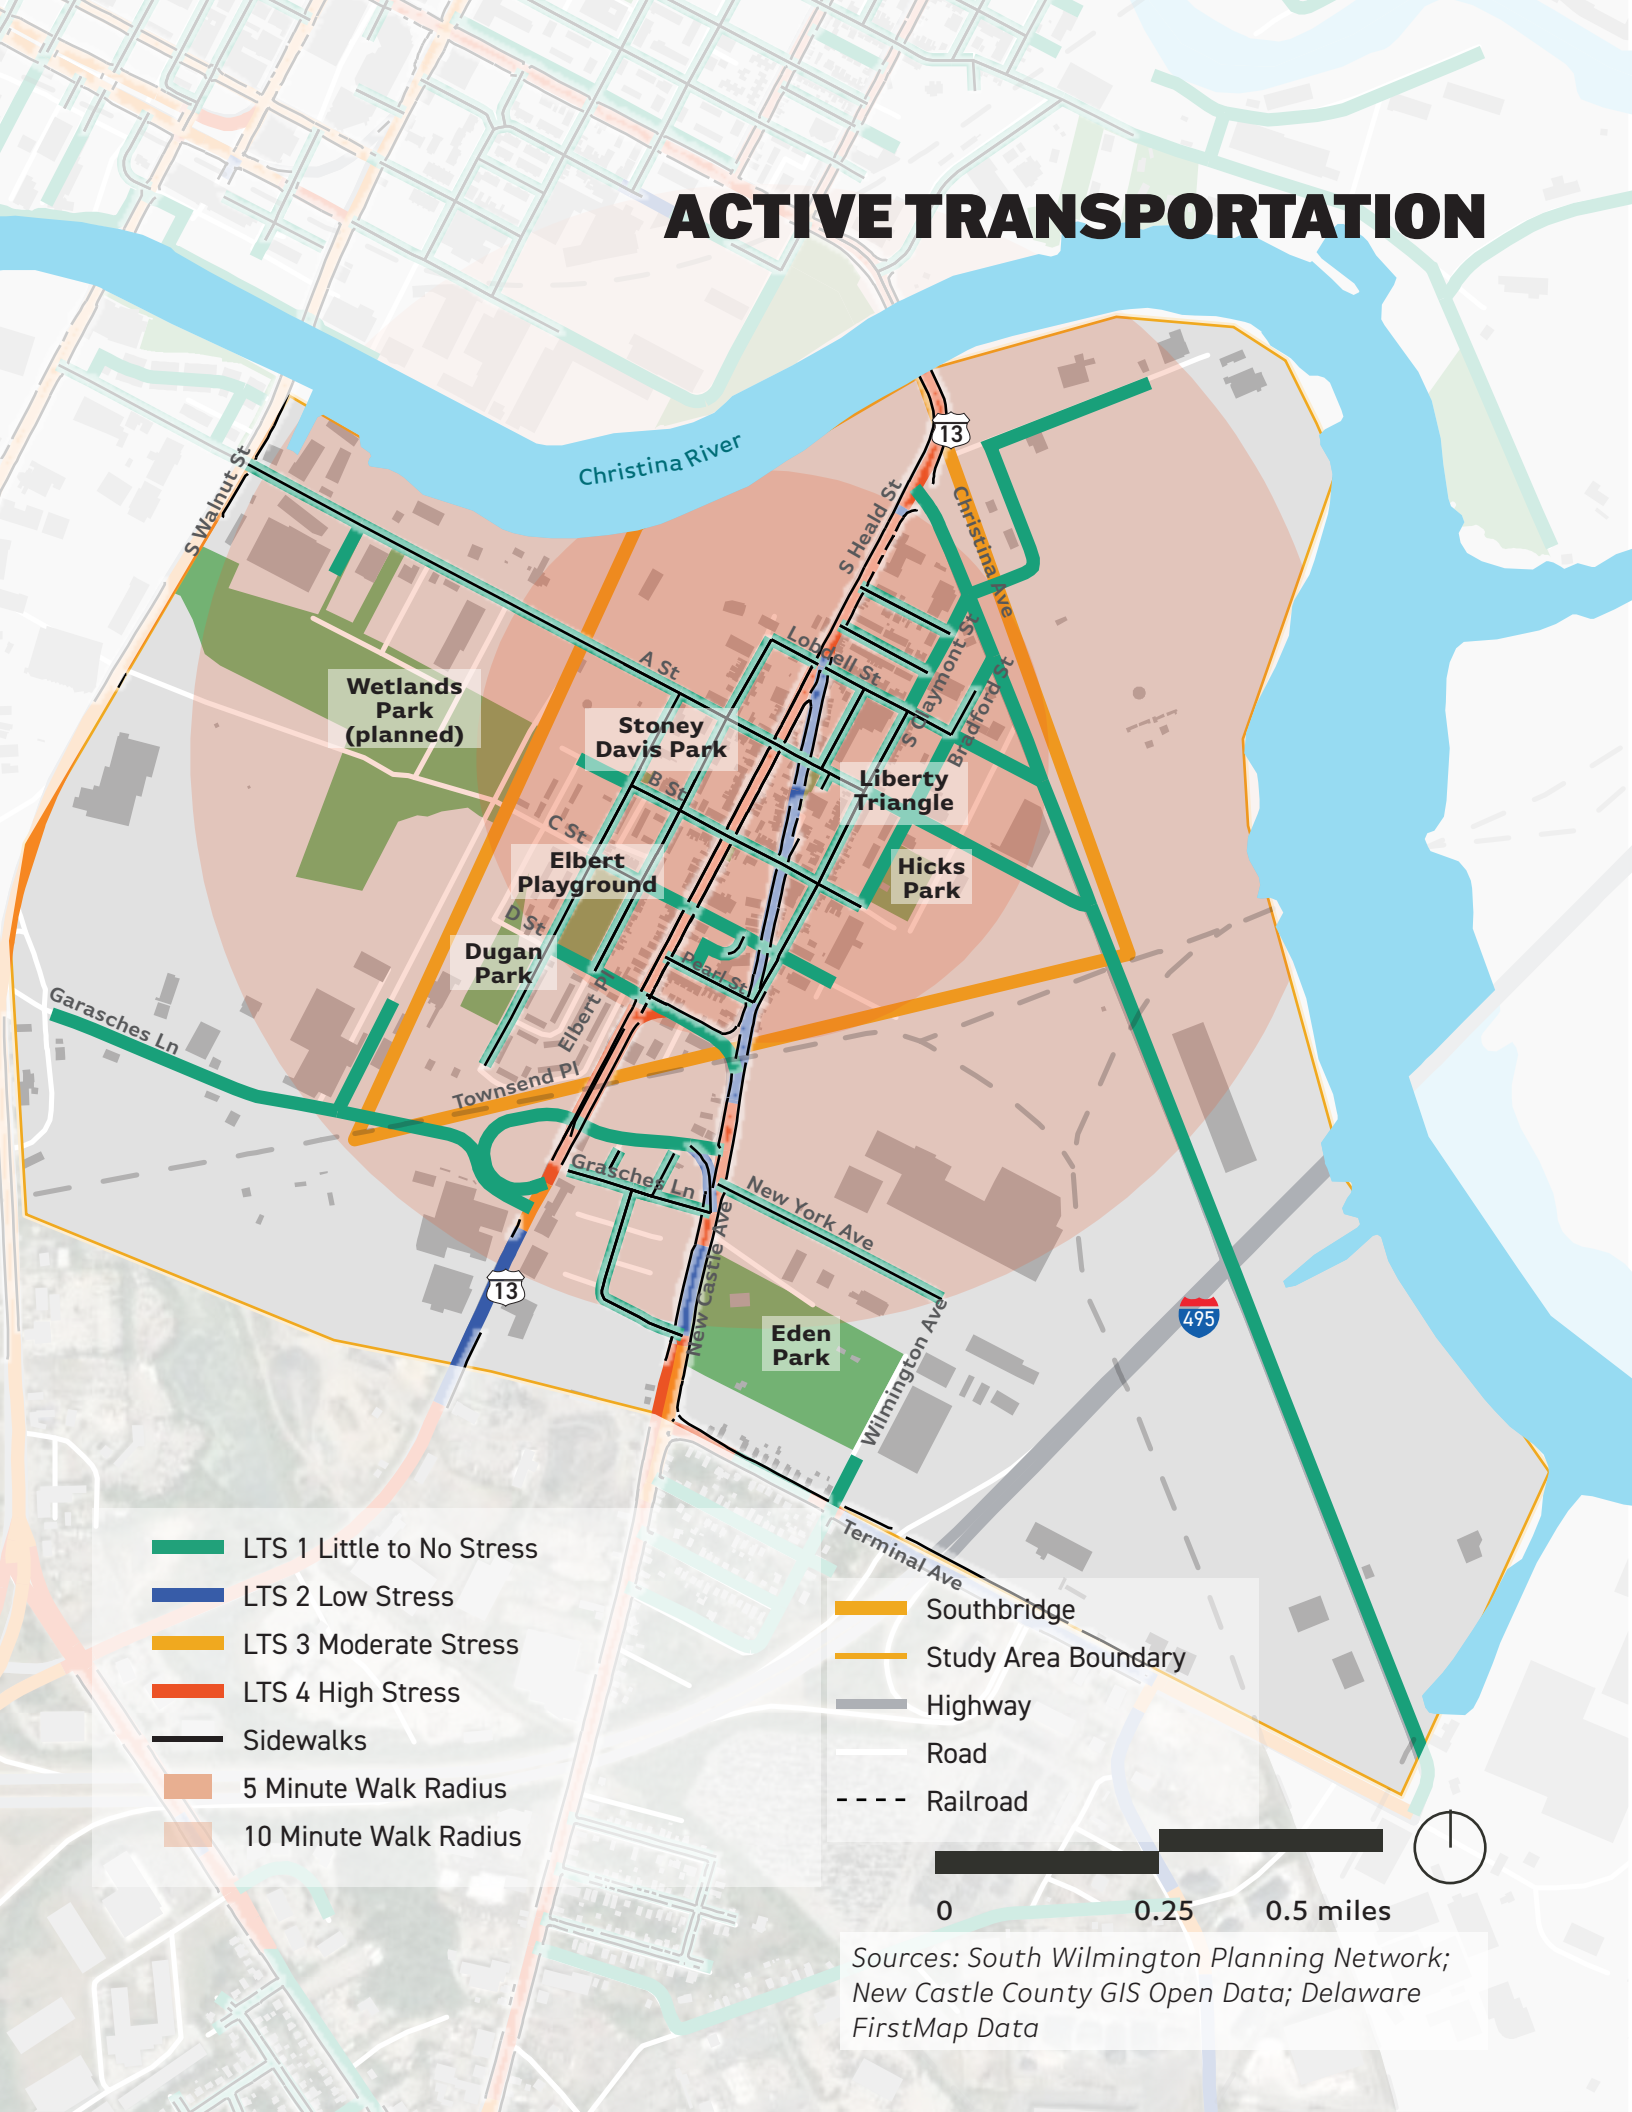 ACTIVE TRANSPORTATION
13
Christina River
S Walnut St
S Heald St
Christina Ave
Lobdell St
A St
S Claymont St
Bradford St
Wetlands
Park
(planned)
Stoney
Davis Park
B St
Liberty
Triangle
C St
Elbert
Playground
Hicks
Park
D St
Dugan
Park
Pearl St
Elbert Pl
Garasches Ln
Townsend Pl
Grasches Ln
New York Ave
New Castle Ave
13
495
Eden
Park
Wilmington Ave
Terminal Ave
LTS 1 Little to No Stress
LTS 2 Low Stress
LTS 3 Moderate Stress
LTS 4 High Stress
Sidewalks
5 Minute Walk Radius
10 Minute Walk Radius
Southbridge
Study Area Boundary
Highway
Road
Railroad
0 0.25 0.5 miles
Sources: South Wilmington Planning Network;
New Castle County GIS Open Data; Delaware
FirstMap Data